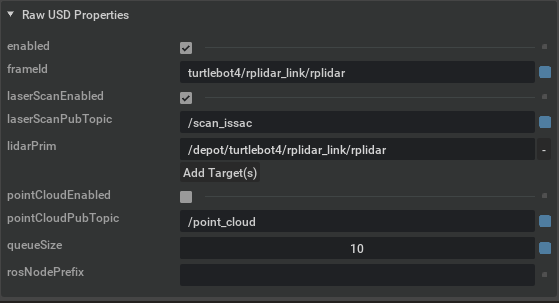 Raw USD Properties
enabled
frameId turtlebot4/rplidar_link/rplidar
laserScanEnabled
laserScanPubTopic /scan_issac
lidarPrim /depot/turtlebot4/rplidar_link/rplidar -
Add Target(s)
pointCloudEnabled
pointCloudPubTopic /point_cloud
queueSize 10
rosNodePrefix